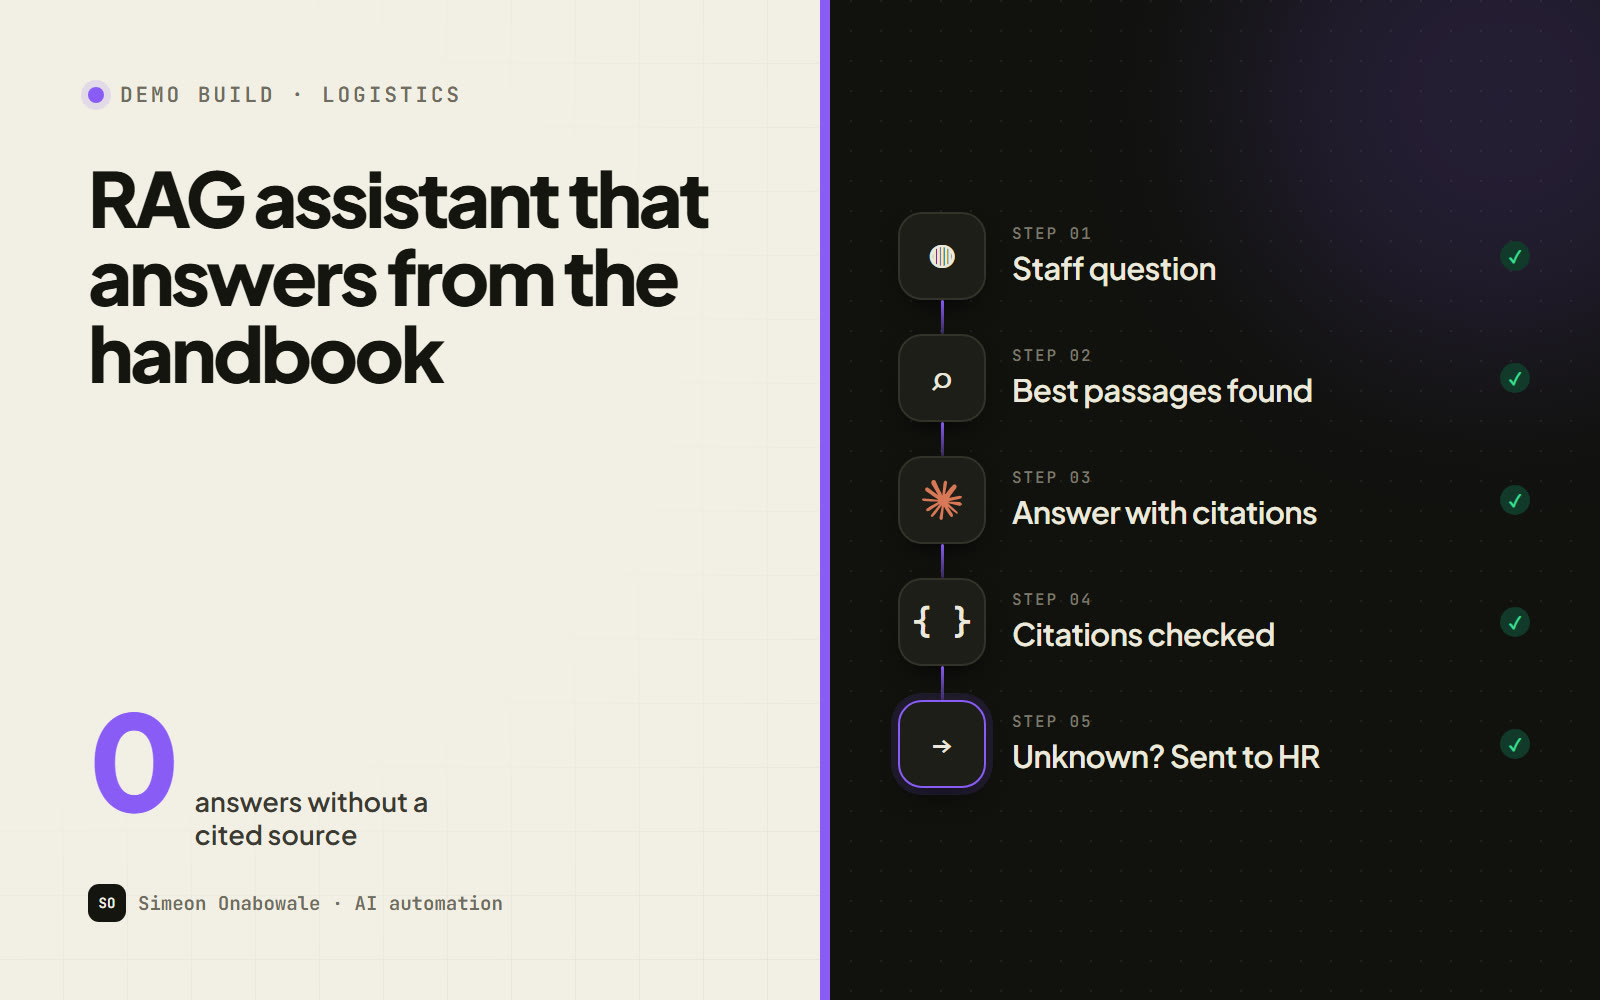 DEMO BUILD · LOGISTICS
RAG assistant that
answers from the
handbook
0
answers without a
cited source
SO
Simeon Onabowale · AI automation
STEP 01
Staff question
STEP 02
Best passages found
STEP 03
Answer with citations
{ }
STEP 04
Citations checked
STEP 05
Unknown? Sent to HR